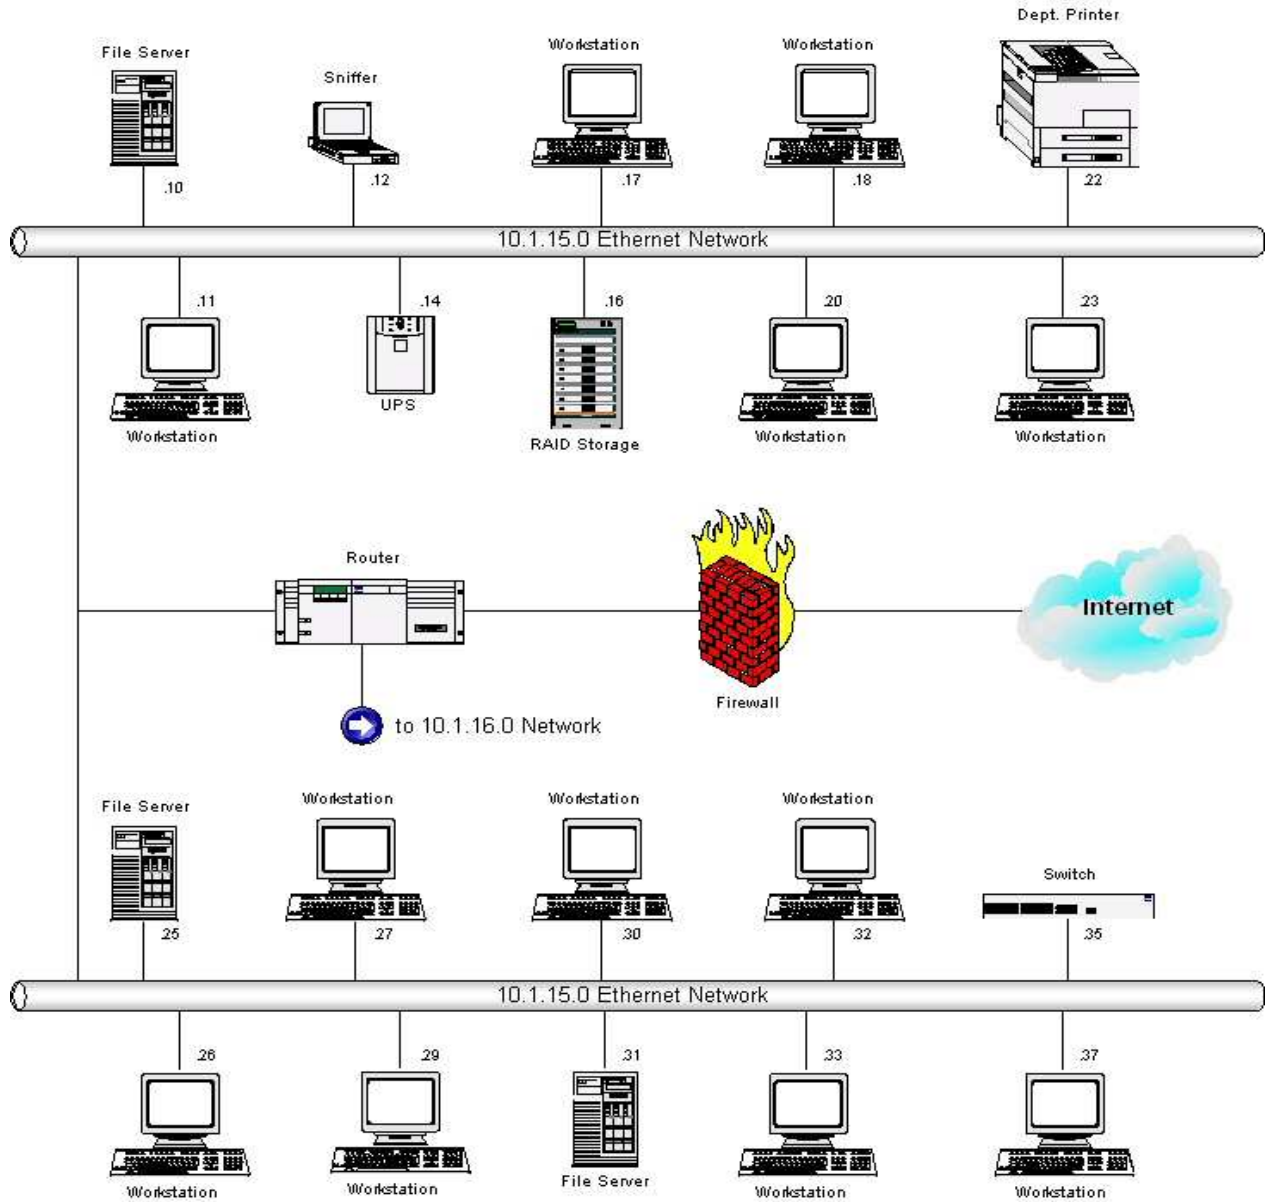 Dept. Printer
File Server
Workstation
Workstation
Sniffer
.10
.12
.17
.18
.22
10.1.15.0 Ethernet Network
.11
.14
.16
.20
.23
UPS
Workstation
RAID Storage
Workstation
Workstation
Router
Internet
Firewall
to 10.1.16.0 Network
File Server
Workstation
Workstation
Workstation
Switch
.25
.27
.30
.32
.35
10.1.15.0 Ethernet Network
.26
.29
.31
.33
.37
Workstation
Workstation
File Server
Workstation
Workstation